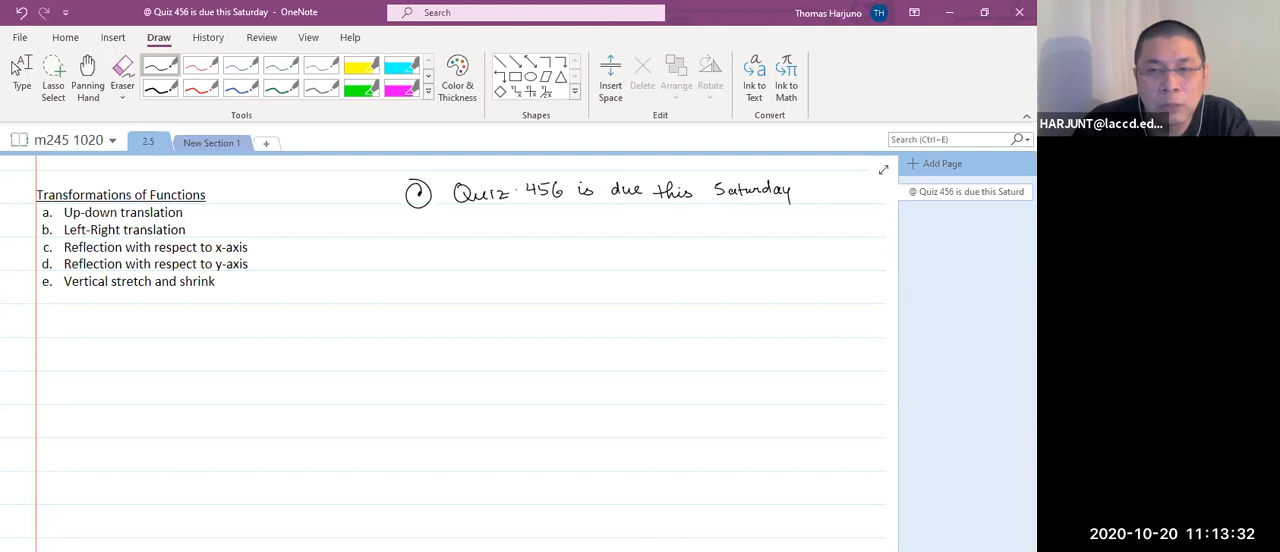 @ Quiz 456 is due this Saturday - OneNote
Search
Thomas Harjuno
TH
File Home Insert Draw History Review View Help
Type
Lasso Select
Panning Hand
Eraser
Color & Thickness
Insert Space
Delete
Arrange
Rotate
Ink to Text
Ink to Math
Tools
Shapes
Edit
Convert
m245 1020
2.5
New Section 1
Search (Ctrl+E)
Add Page
@ Quiz 456 is due this Saturd
Transformations of Functions
a. Up-down translation
b. Left-Right translation
c. Reflection with respect to x-axis
d. Reflection with respect to y-axis
e. Vertical stretch and shrink
@ Quiz 456 is due this Saturday
HARJUNT@laccd.ed...
2020-10-20 11:13:32